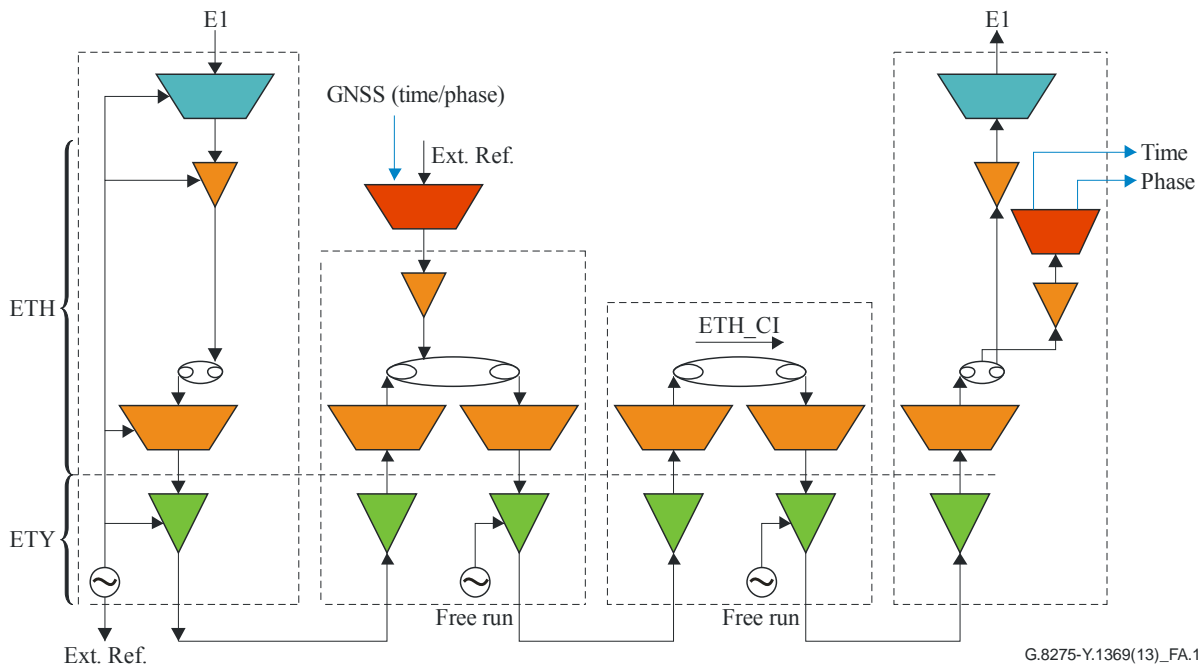 E1
E1
GNSS (time/phase)
Ext. Ref.
Time
Phase
ETH
ETH_CI
ETY
Free run
Free run
Ext. Ref.
G.8275-Y.1369(13)_FA.1